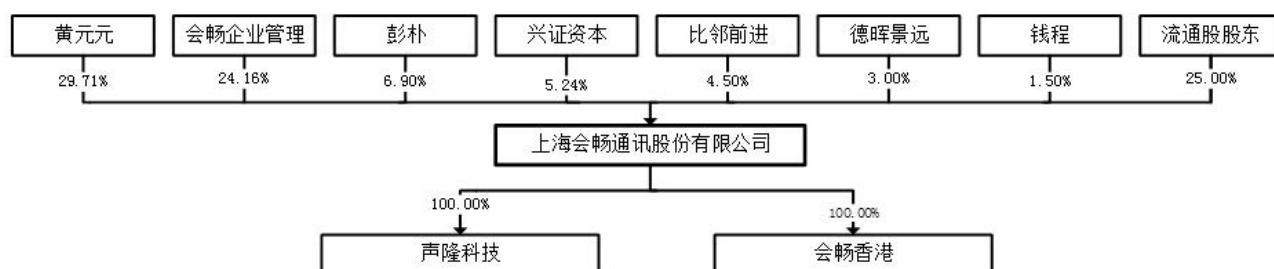 黄元元 会畅企业管理 彭朴 兴证资本 比邻前进 德晖景远 钱程 流通股股东
29.71% 24.16% 6.90% 5.24% 4.50% 3.00% 1.50% 25.00%
上海会畅通讯股份有限公司
100.00% 100.00%
声隆科技 会畅香港